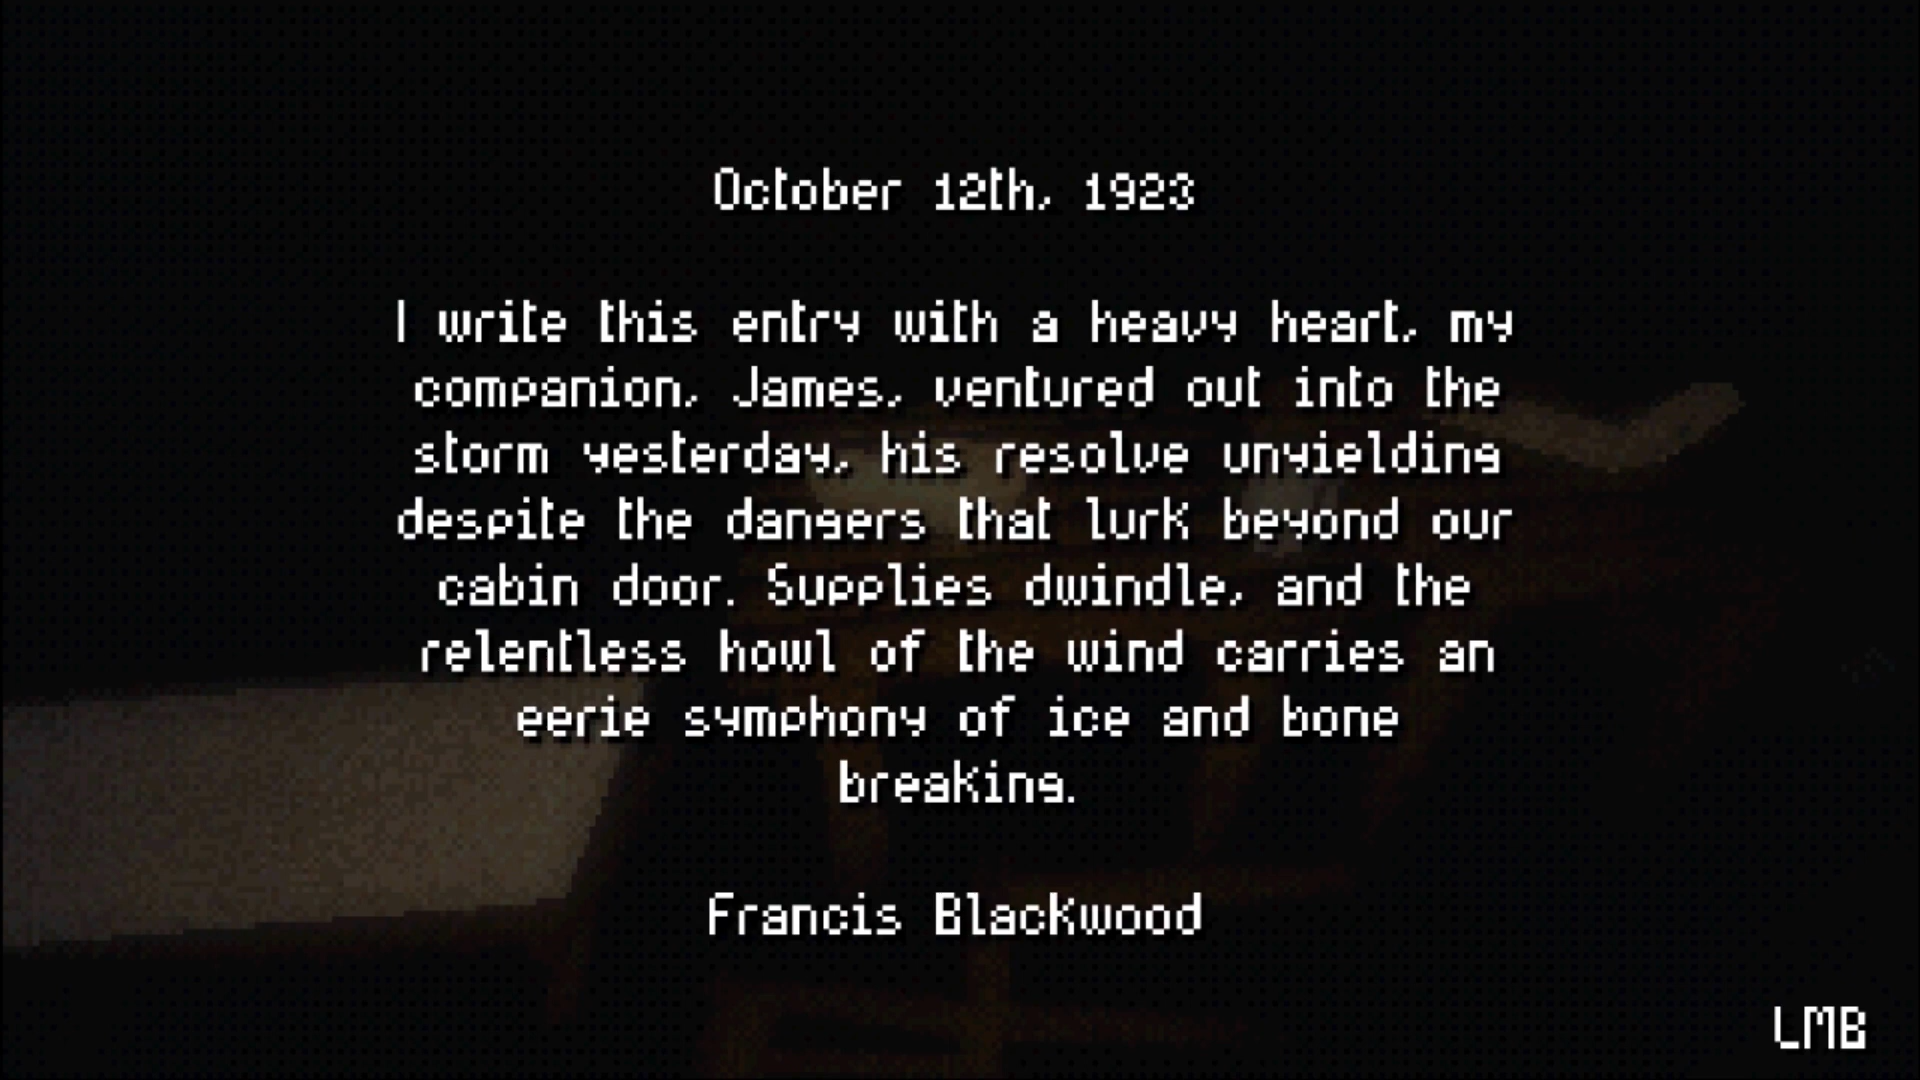 October 12th, 1923
I write this entry with a heavy heart, my
companion, James, ventured out into the
storm yesterday, his resolve unyielding
despite the dangers that lurk beyond our
cabin door. Supplies dwindle, and the
relentless howl of the wind carries an
eerie symphony of ice and bone
breaking.
Francis Blackwood
LMB